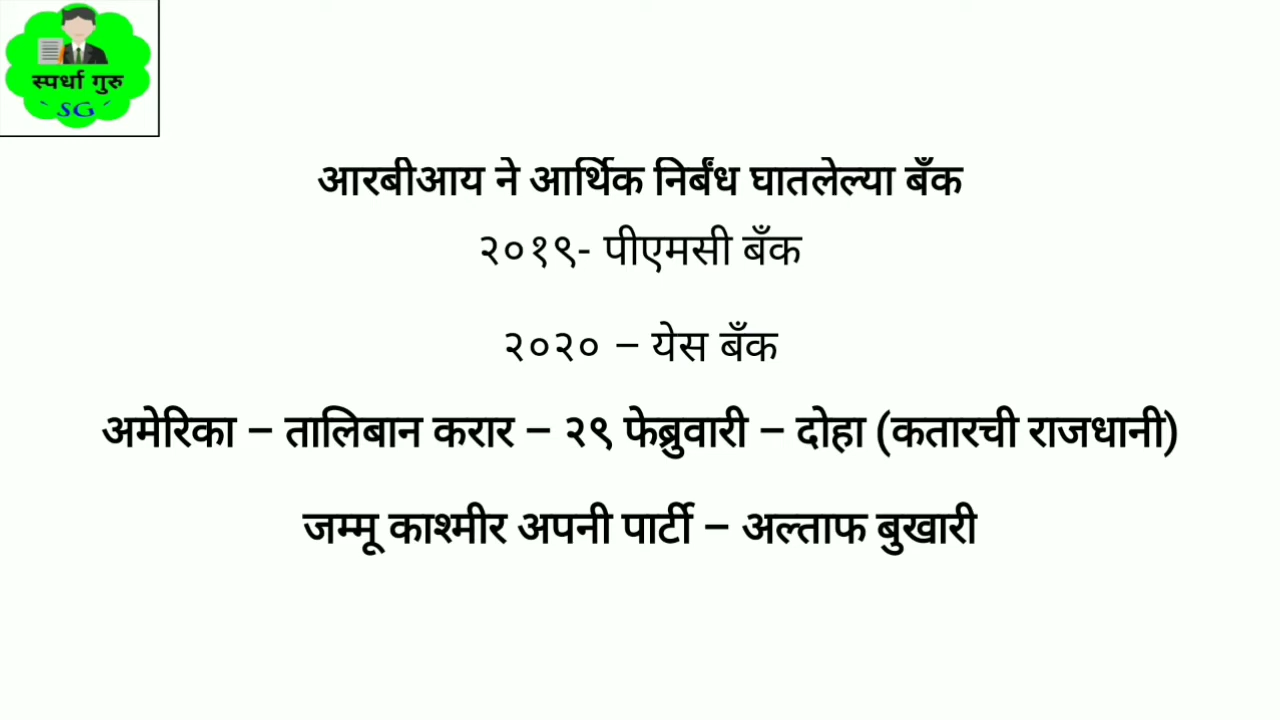 स्पर्धा गुरु
SG
आरबीआय ने आर्थिक निर्बंध घातलेल्या बँक
२०१९- पीएमसी बँक
२०२० – येस बँक
अमेरिका – तालिबान करार – २९ फेब्रुवारी – दोहा (कतारची राजधानी)
जम्मू काश्मीर अपनी पार्टी – अल्ताफ बुखारी